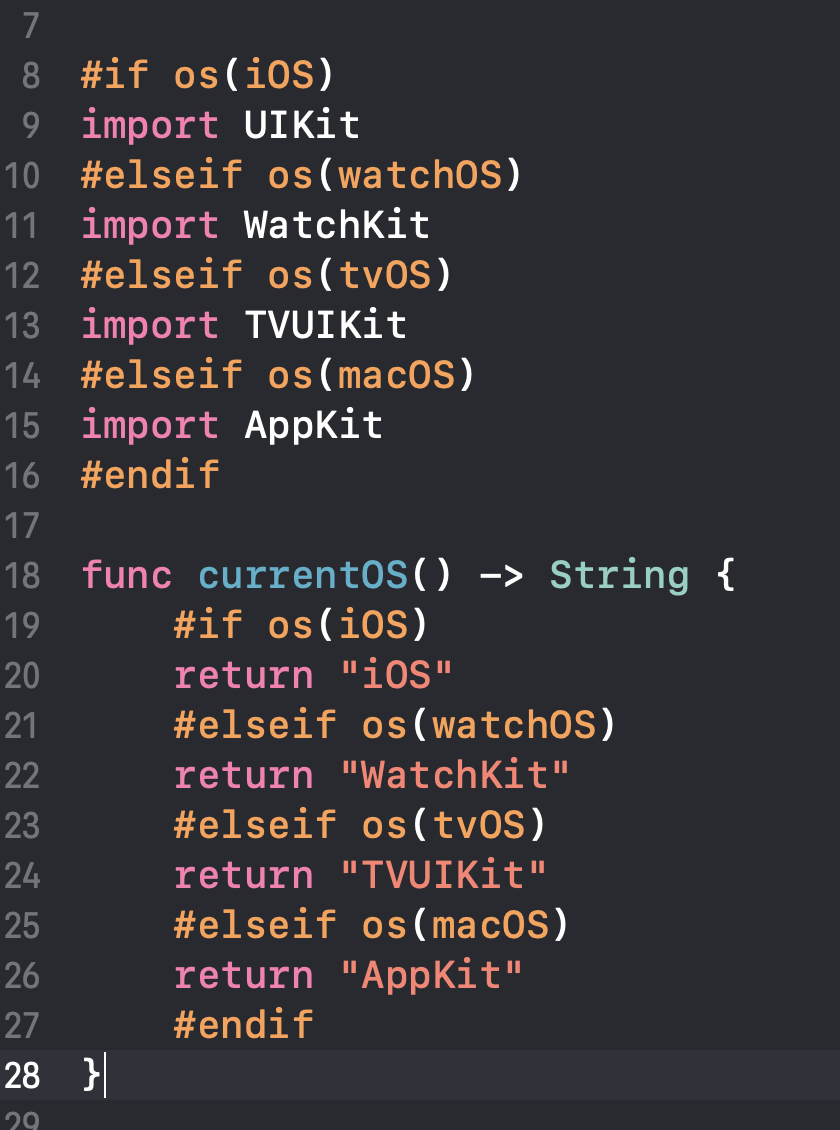 7
8 #if os(iOS)
9 import UIKit
10 #elseif os(watchOS)
11 import WatchKit
12 #elseif os(tvOS)
13 import TVUIKit
14 #elseif os(macOS)
15 import AppKit
16 #endif
17
18 func currentOS() -> String {
19     #if os(iOS)
20     return "iOS"
21     #elseif os(watchOS)
22     return "WatchKit"
23     #elseif os(tvOS)
24     return "TVUIKit"
25     #elseif os(macOS)
26     return "AppKit"
27     #endif
28 }
29